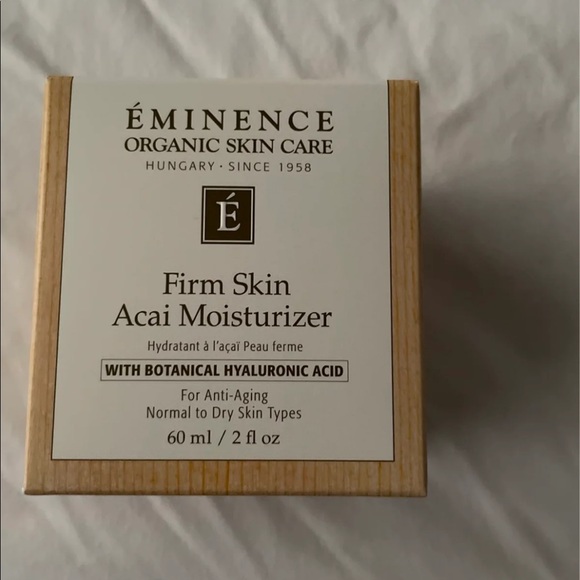 ÉMINENCE
ORGANIC SKIN CARE
HUNGARY · SINCE 1958
É
Firm Skin
Acai Moisturizer
Hydratant à l'açaï Peau ferme
WITH BOTANICAL HYALURONIC ACID
For Anti-Aging
Normal to Dry Skin Types
60 ml / 2 fl oz